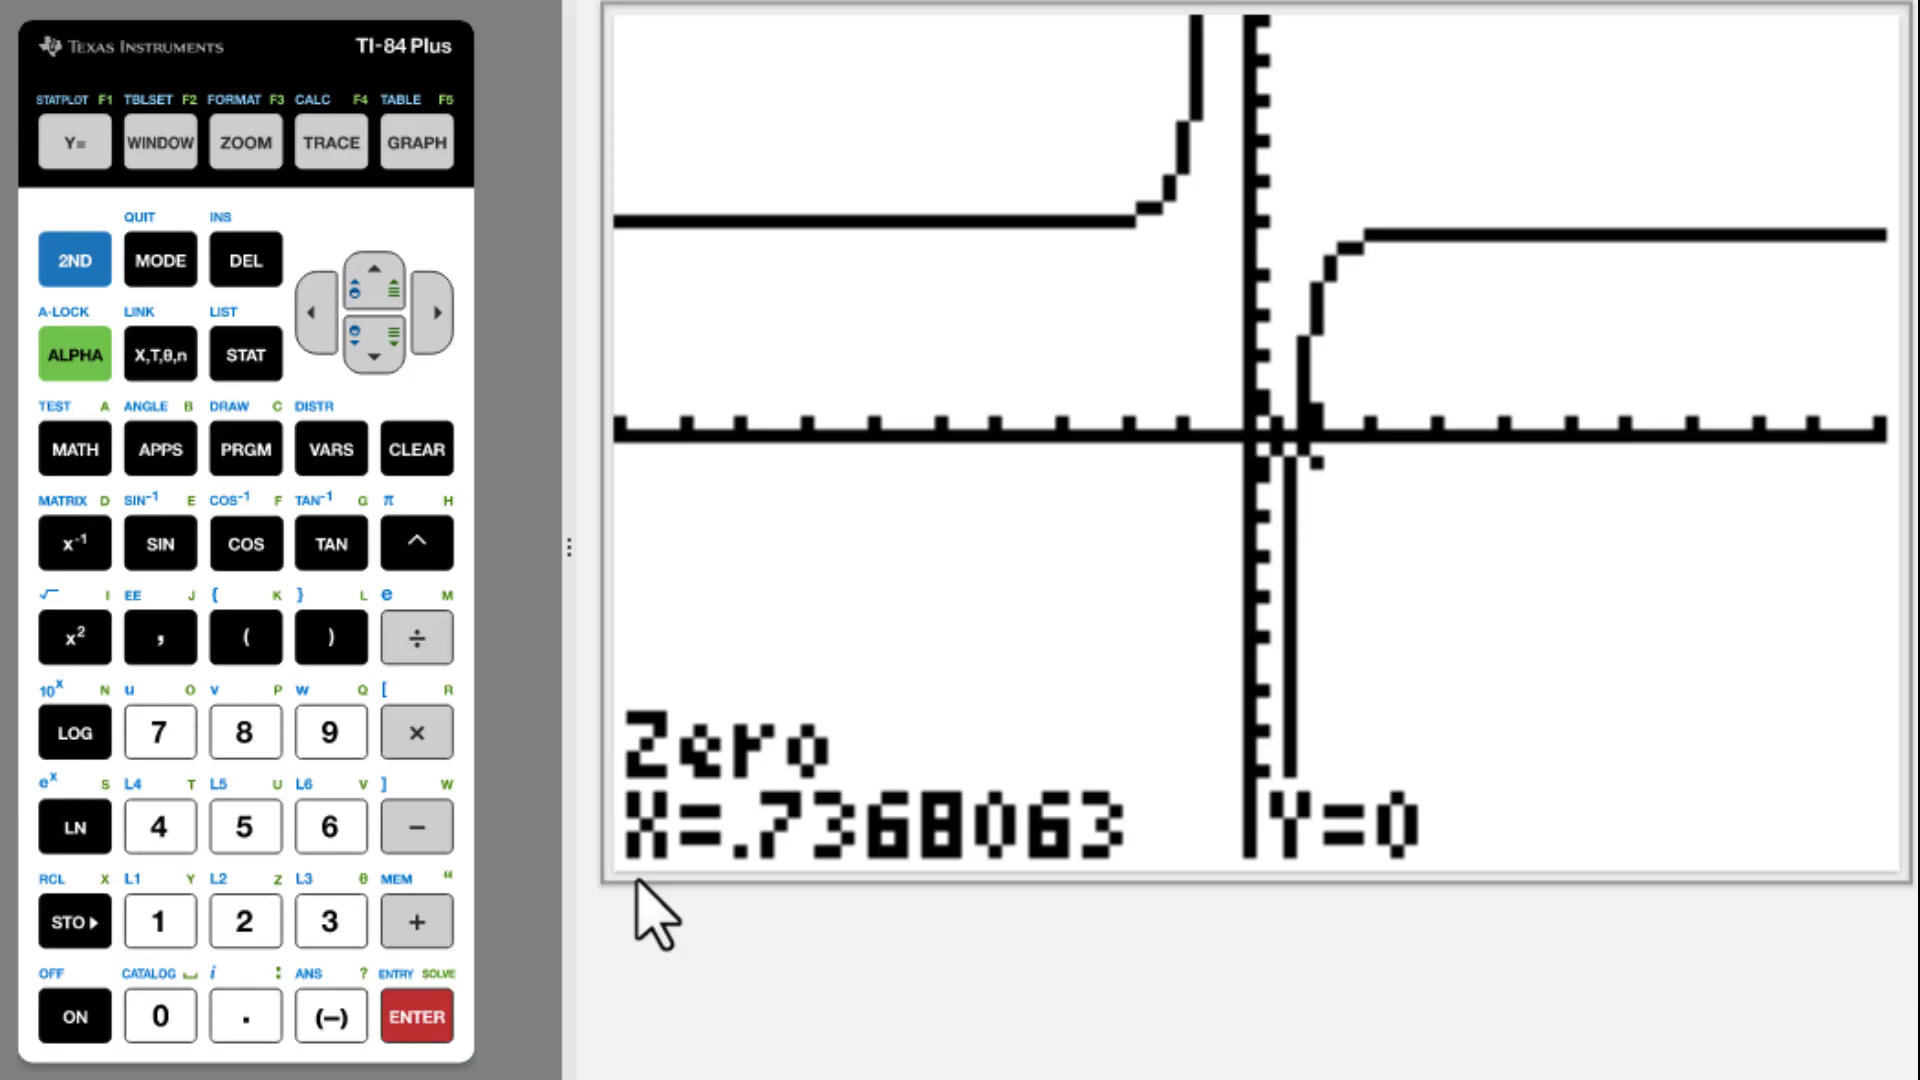 TEXAS INSTRUMENTS TI-84 Plus
STATPLOT F1 TBLSET F2 FORMAT F3 CALC F4 TABLE F5
Y= WINDOW ZOOM TRACE GRAPH
QUIT INS
2ND MODE DEL
A-LOCK LINK LIST
ALPHA X,T,θ,n STAT
TEST A ANGLE B DRAW C DISTR
MATH APPS PRGM VARS CLEAR
MATRIX D SIN⁻¹ E COS⁻¹ F TAN⁻¹ G π H
x⁻¹ SIN COS TAN ^
√ I EE J { K } L e M
x² , ( ) ÷
10ˣ N u O v P w Q [ R
LOG 7 8 9 ×
eˣ S L4 T L5 U L6 V ] W
LN 4 5 6 −
RCL X L1 Y L2 Z L3 θ MEM "
STO▸ 1 2 3 +
OFF CATALOG ⎵ i : ANS ? ENTRY SOLVE
ON 0 . (−) ENTER
Zero
X=.7368063 Y=0